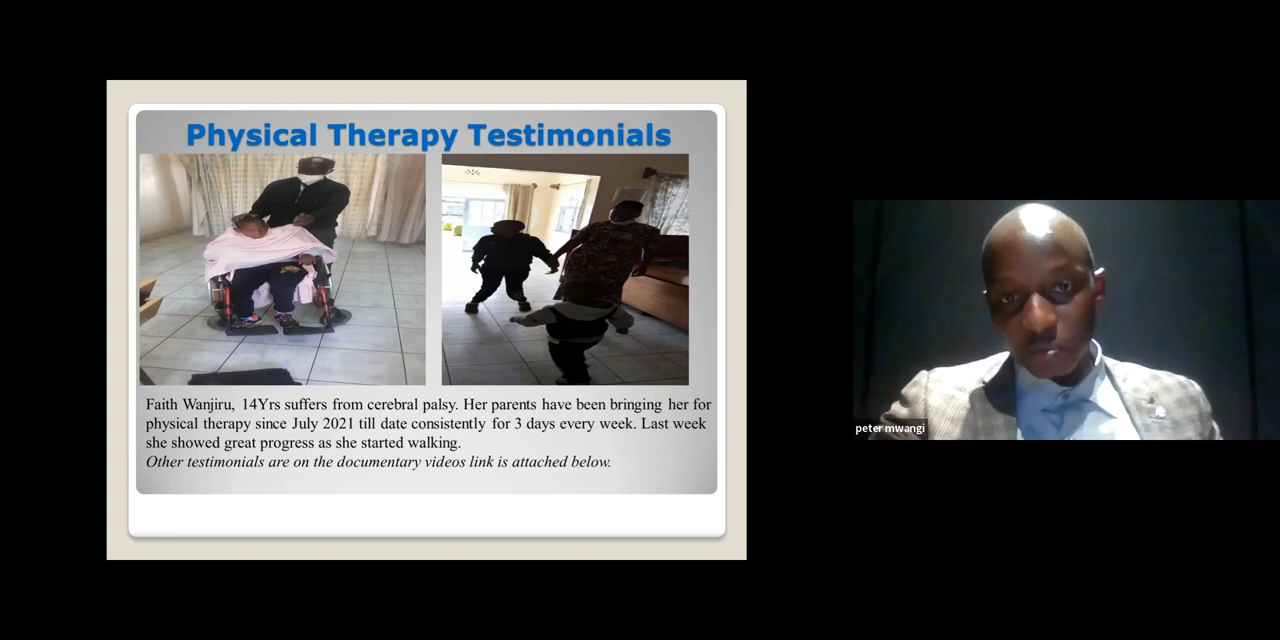 Physical Therapy Testimonials
Faith Wanjiru, 14Yrs suffers from cerebral palsy. Her parents have been bringing her for
physical therapy since July 2021 till date consistently for 3 days every week. Last week
she showed great progress as she started walking.
Other testimonials are on the documentary videos link is attached below.
peter mwangi